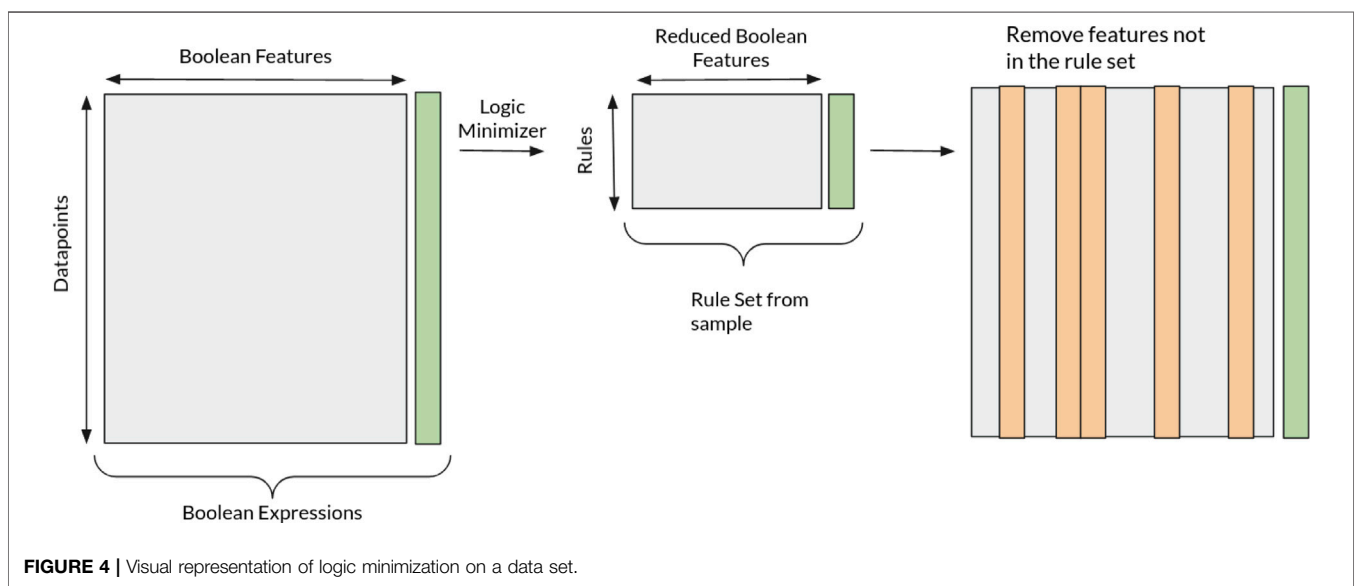 Boolean Features
Datapoints
Boolean Expressions
Logic
Minimizer
Reduced Boolean
Features
Rules
Rule Set from
sample
Remove features not
in the rule set
FIGURE 4 | Visual representation of logic minimization on a data set.